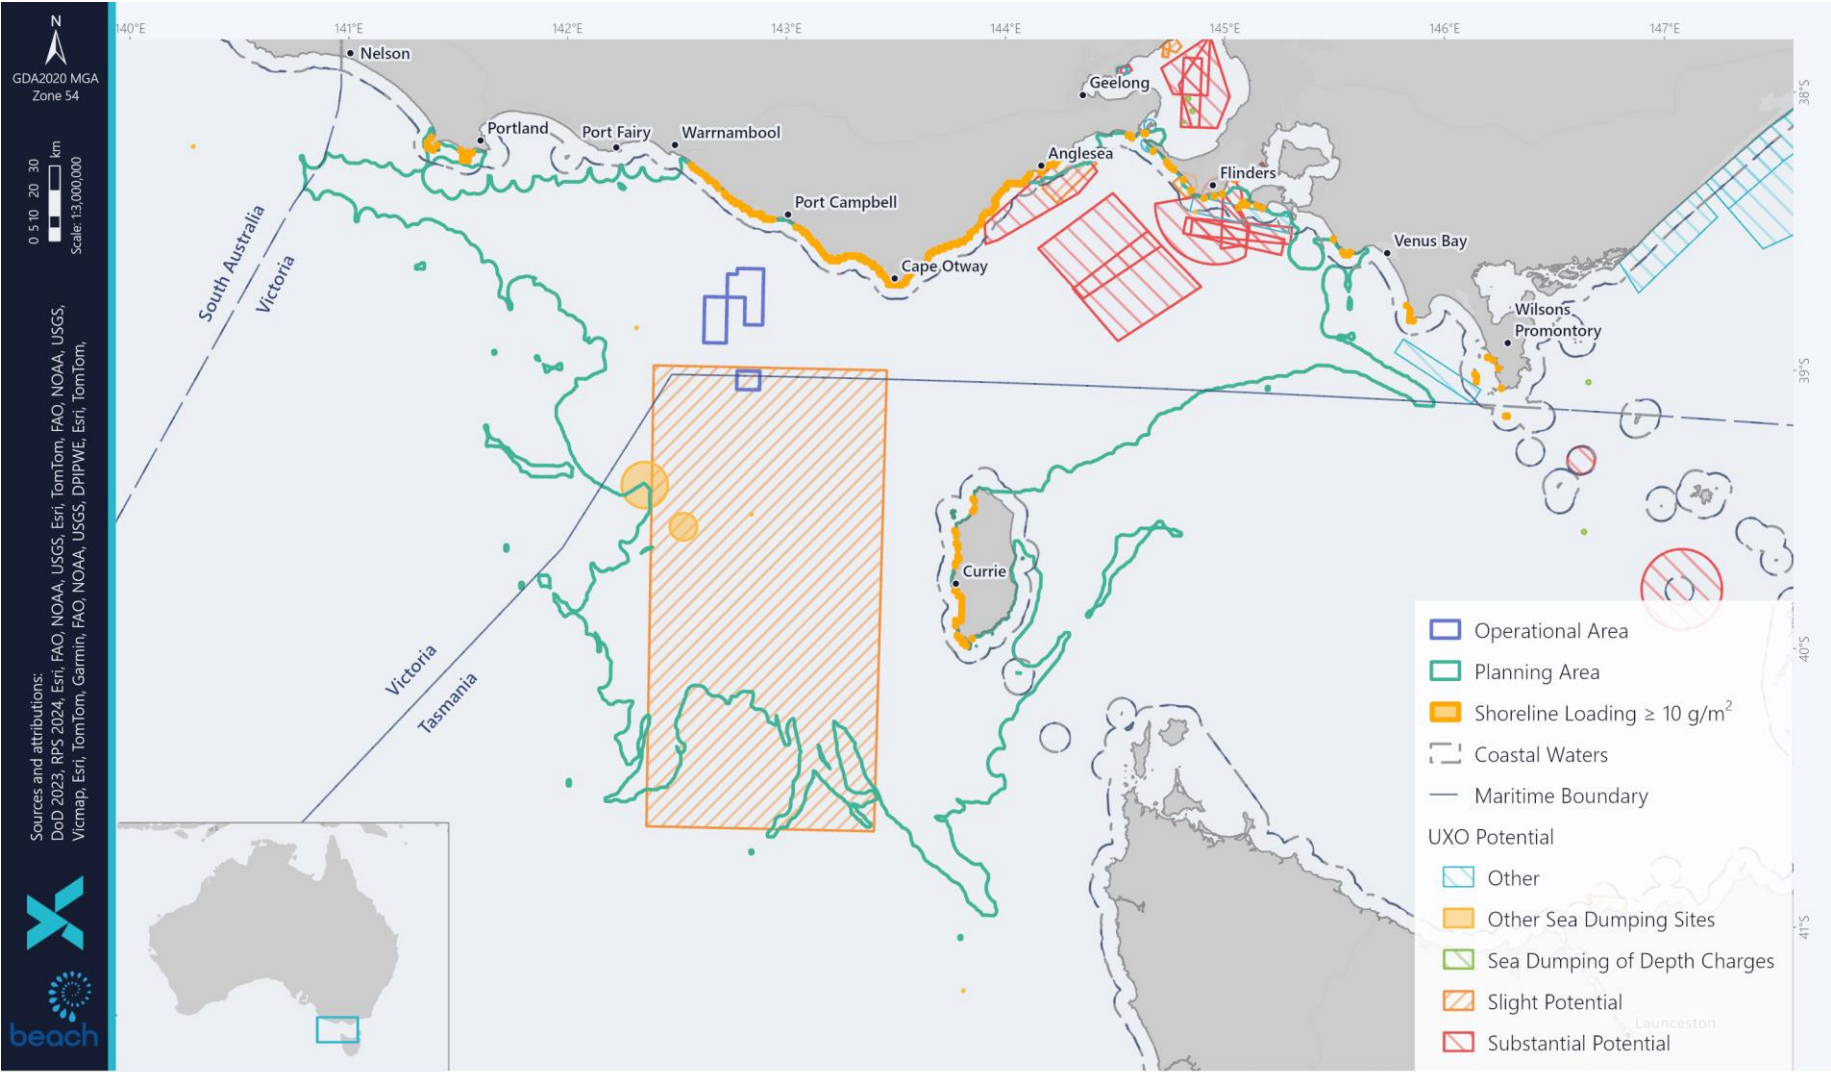 N
GDA2020 MGA
Zone 54
0 5 10 20 30 km
Scale: 1:3,000,000
Sources and attributions:
DoD 2023, RPS 2024, Esri, FAO, NOAA, USGS, Esri, TomTom, FAO, NOAA, USGS,
Vicmap, Esri, TomTom, Garmin, FAO, NOAA, USGS, DPIPWE, Esri, TomTom,
beach
140°E
141°E
142°E
143°E
144°E
145°E
146°E
147°E
38°S
39°S
40°S
41°S
Nelson
Portland
Port Fairy
Warrnambool
Port Campbell
Cape Otway
Geelong
Anglesea
Flinders
Venus Bay
Wilsons
Promontory
Currie
South Australia
Victoria
Victoria
Tasmania
Operational Area
Planning Area
Shoreline Loading ≥ 10 g/m²
Coastal Waters
Maritime Boundary
UXO Potential
Other
Other Sea Dumping Sites
Sea Dumping of Depth Charges
Slight Potential
Launceston
Substantial Potential